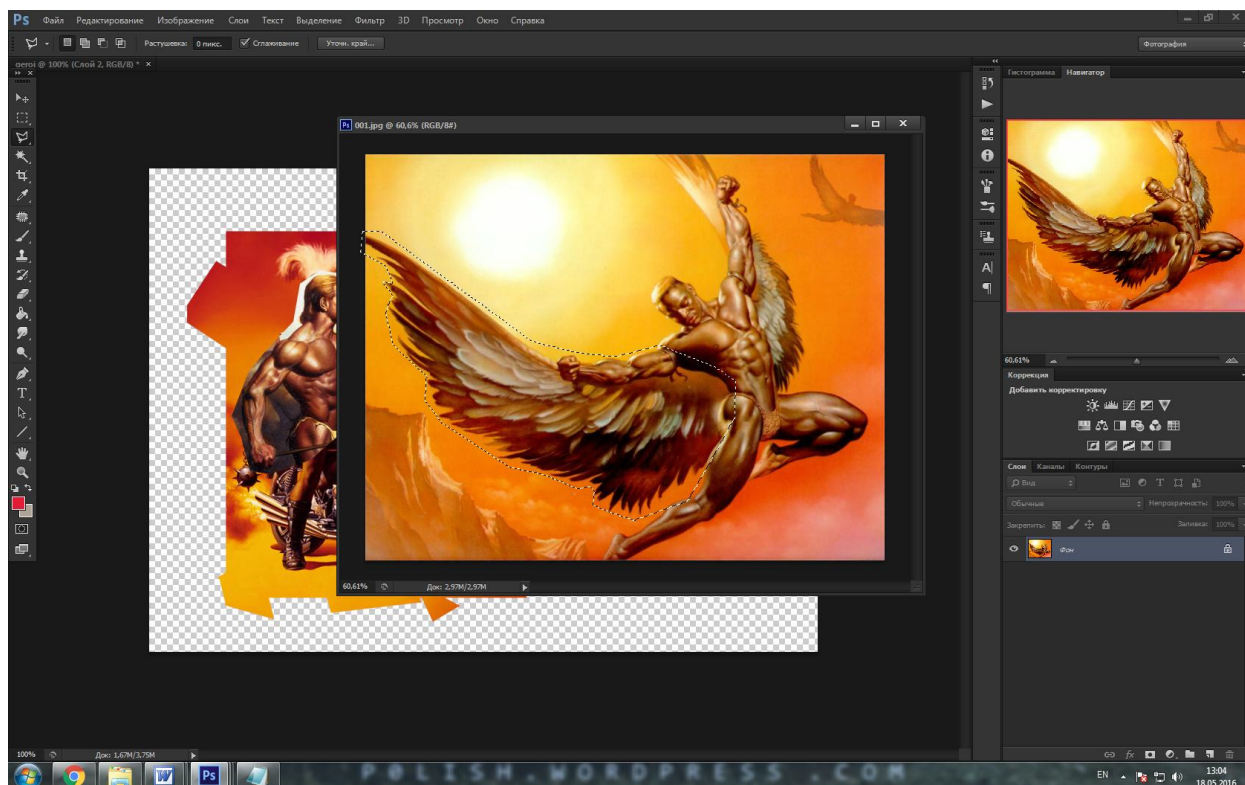 Ps Файл Редактирование Изображение Слои Текст Выделение Фильтр 3D Просмотр Окно Справка
Растушевка: 0 пикс. Сглаживание Уточн. край... Фотография
geroi @ 100% (Слой 2, RGB/8) * ×
Гистограмма Навигатор
Ps 001.jpg @ 60,6% (RGB/8#)
60,61%
Коррекция
Добавить корректировку
Слои Каналы Контуры
Вид
Обычные Непрозрачность: 100%
Закрепить: Заливка: 100%
Фон
60,61% Док: 2,97M/2,97M
100% Док: 1,67M/3,75M
P0LISH.WORDPRESS.COM
Ps
EN 13:04
18.05.2016